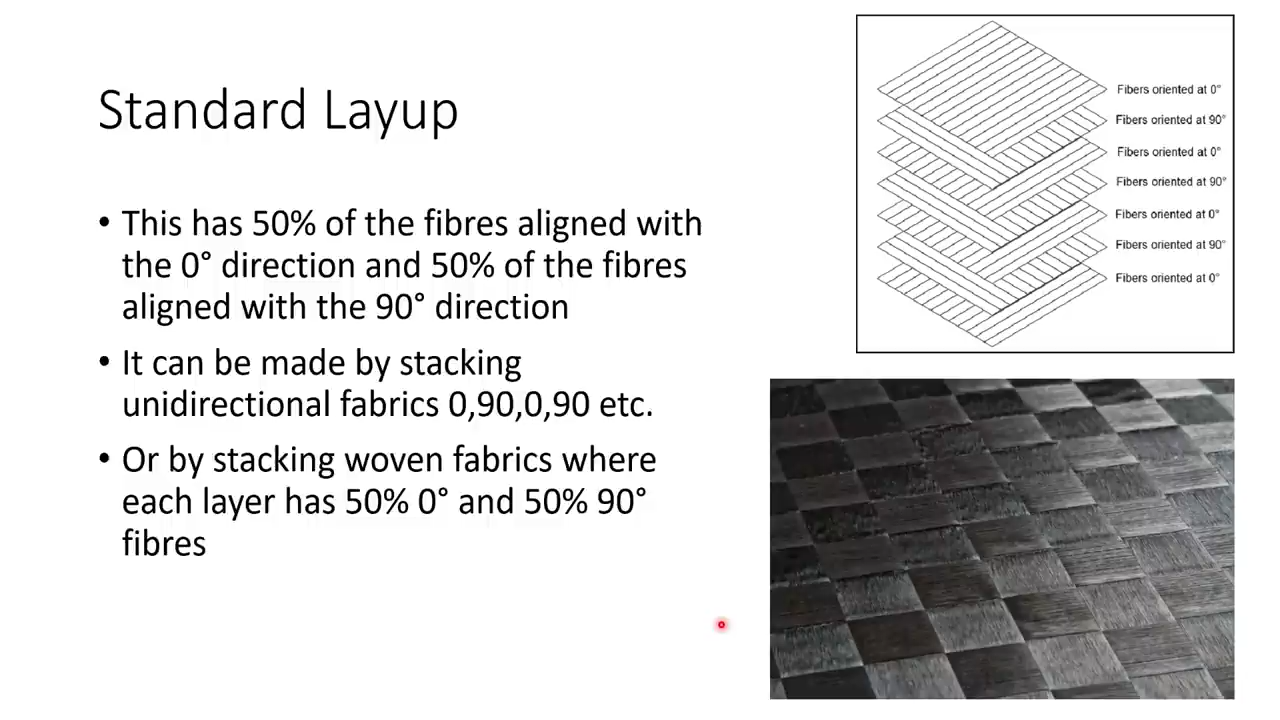 Standard Layup
• This has 50% of the fibres aligned with
the 0° direction and 50% of the fibres
aligned with the 90° direction
• It can be made by stacking
unidirectional fabrics 0,90,0,90 etc.
• Or by stacking woven fabrics where
each layer has 50% 0° and 50% 90°
fibres
Fibers oriented at 0°
Fibers oriented at 90°
Fibers oriented at 0°
Fibers oriented at 90°
Fibers oriented at 0°
Fibers oriented at 90°
Fibers oriented at 0°